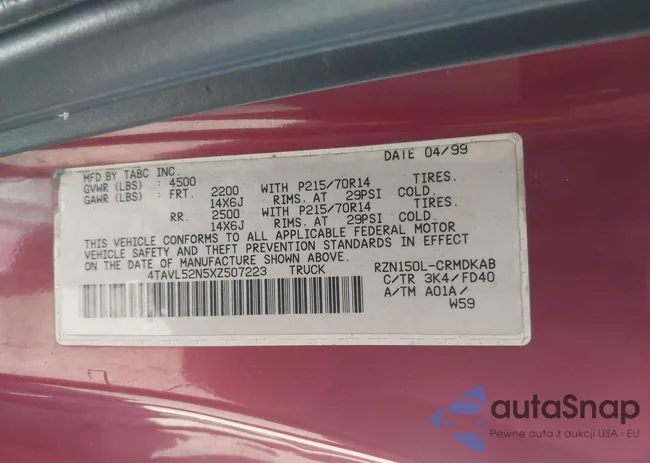 MFD BY TABC INC. DATE 04/99
GVWR (LBS) : 4500
GAWR (LBS) : FRT. 2200 WITH P215/70R14 TIRES.
14X6J RIMS. AT 29PSI COLD.
RR. 2500 WITH P215/70R14 TIRES.
14X6J RIMS. AT 29PSI COLD.
THIS VEHICLE CONFORMS TO ALL APPLICABLE FEDERAL MOTOR
VEHICLE SAFETY AND THEFT PREVENTION STANDARDS IN EFFECT
ON THE DATE OF MANUFACTURE SHOWN ABOVE.
4TAVL52N5XZ507223 TRUCK RZN150L-CRMDKAB
C/TR 3K4/FD40
A/TM A01A/
W59
autaSnap
Pewne auta z aukcji USA i EU